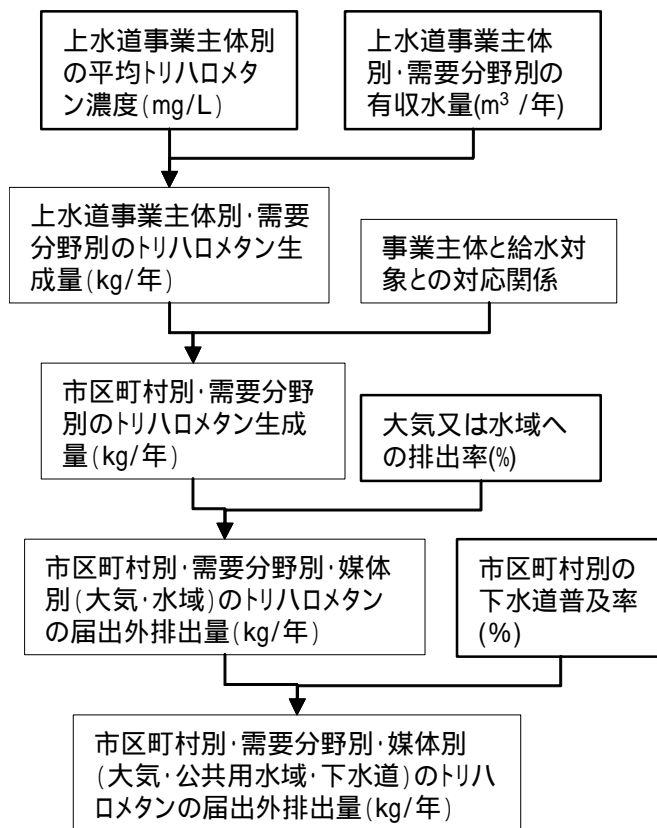 上水道事業主体別
の平均トリハロメタ
ン濃度(mg/L)
上水道事業主体
別・需要分野別の
有収水量(m³ /年)
上水道事業主体別・需要
分野別のトリハロメタン生
成量(kg/年)
事業主体と給水対
象との対応関係
市区町村別・需要分野
別のトリハロメタン生成
量(kg/年)
大気又は水域へ
の排出率(%)
市区町村別・需要分野別・媒体
別(大気・水域)のトリハロメタン
の届出外排出量(kg/年)
市区町村別の
下水道普及率
(%)
市区町村別・需要分野別・媒体別
(大気・公共用水域・下水道)のトリハ
ロメタンの届出外排出量(kg/年)